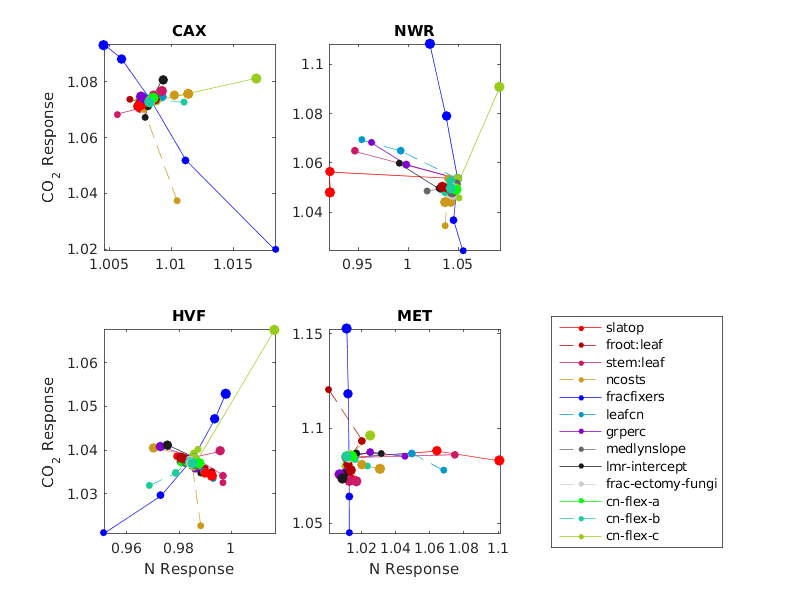 CAX
NWR
1.08
1.06
1.04
1.02
CO2 Response
1.005
1.01
1.015
1.1
1.08
1.06
1.04
0.95
1
1.05
HVF
MET
1.06
1.05
1.04
1.03
CO2 Response
0.96
0.98
1
N Response
1.15
1.1
1.05
1.02
1.04
1.06
1.08
1.1
N Response
slatop
froot:leaf
stem:leaf
ncosts
fracfixers
leafcn
grperc
medlynslope
lmr-intercept
frac-ectomy-fungi
cn-flex-a
cn-flex-b
cn-flex-c